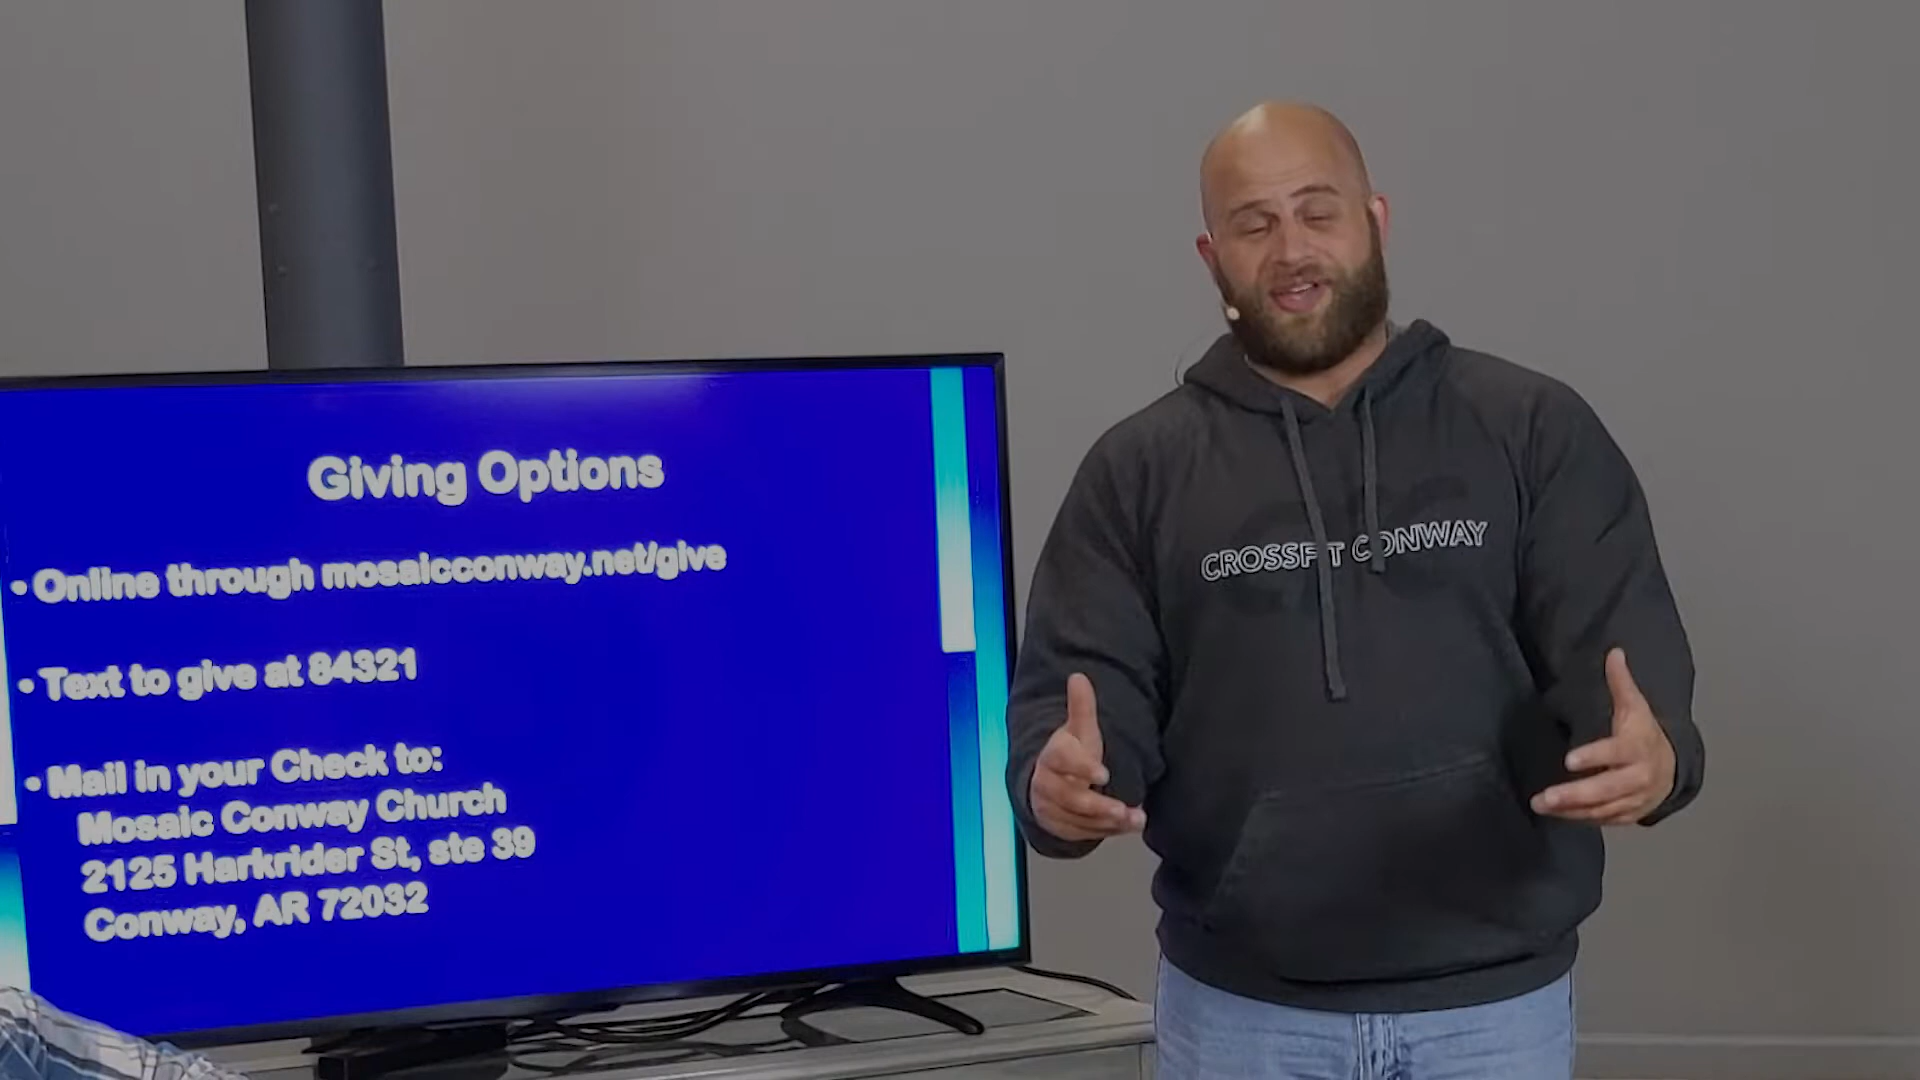 Giving Options
• Online through mosaicconway.net/give
• Text to give at 84321
• Mail in your Check to:
Mosaic Conway Church
2125 Harkrider St, ste 39
Conway, AR 72032
CROSSFIT CONWAY